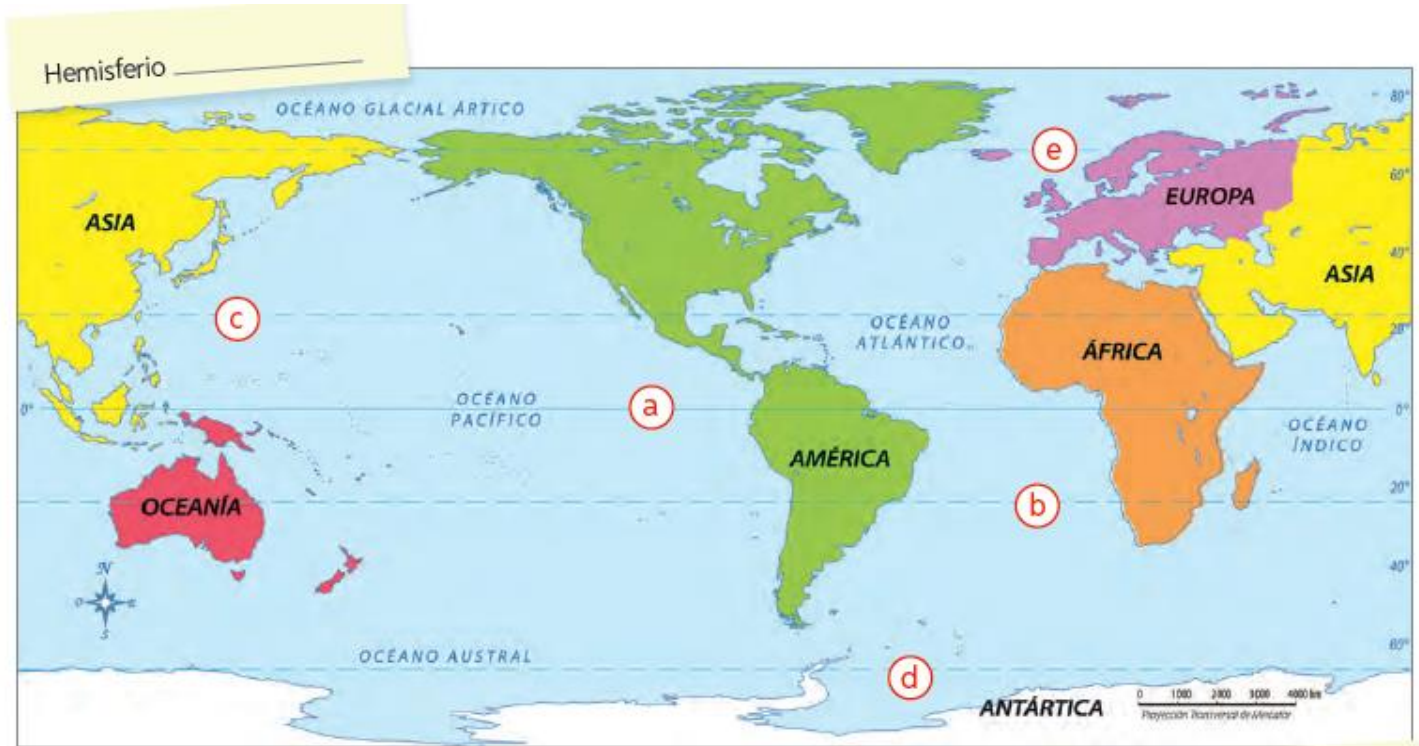 Hemisferio
OCÉANO GLACIAL ÁRTICO
80°
e
60°
ASIA
EUROPA
40°
ASIA
c
OCÉANO
ATLÁNTICO
20°
ÁFRICA
OCÉANO
PACÍFICO
a
0°
0°
OCÉANO
ÍNDICO
AMÉRICA
OCEANÍA
b
20°
40°
N
O
E
S
OCÉANO AUSTRAL
60°
d
ANTÁRTICA
0 1000 2000 3000 4000 km
Proyección Transversal de Mercator